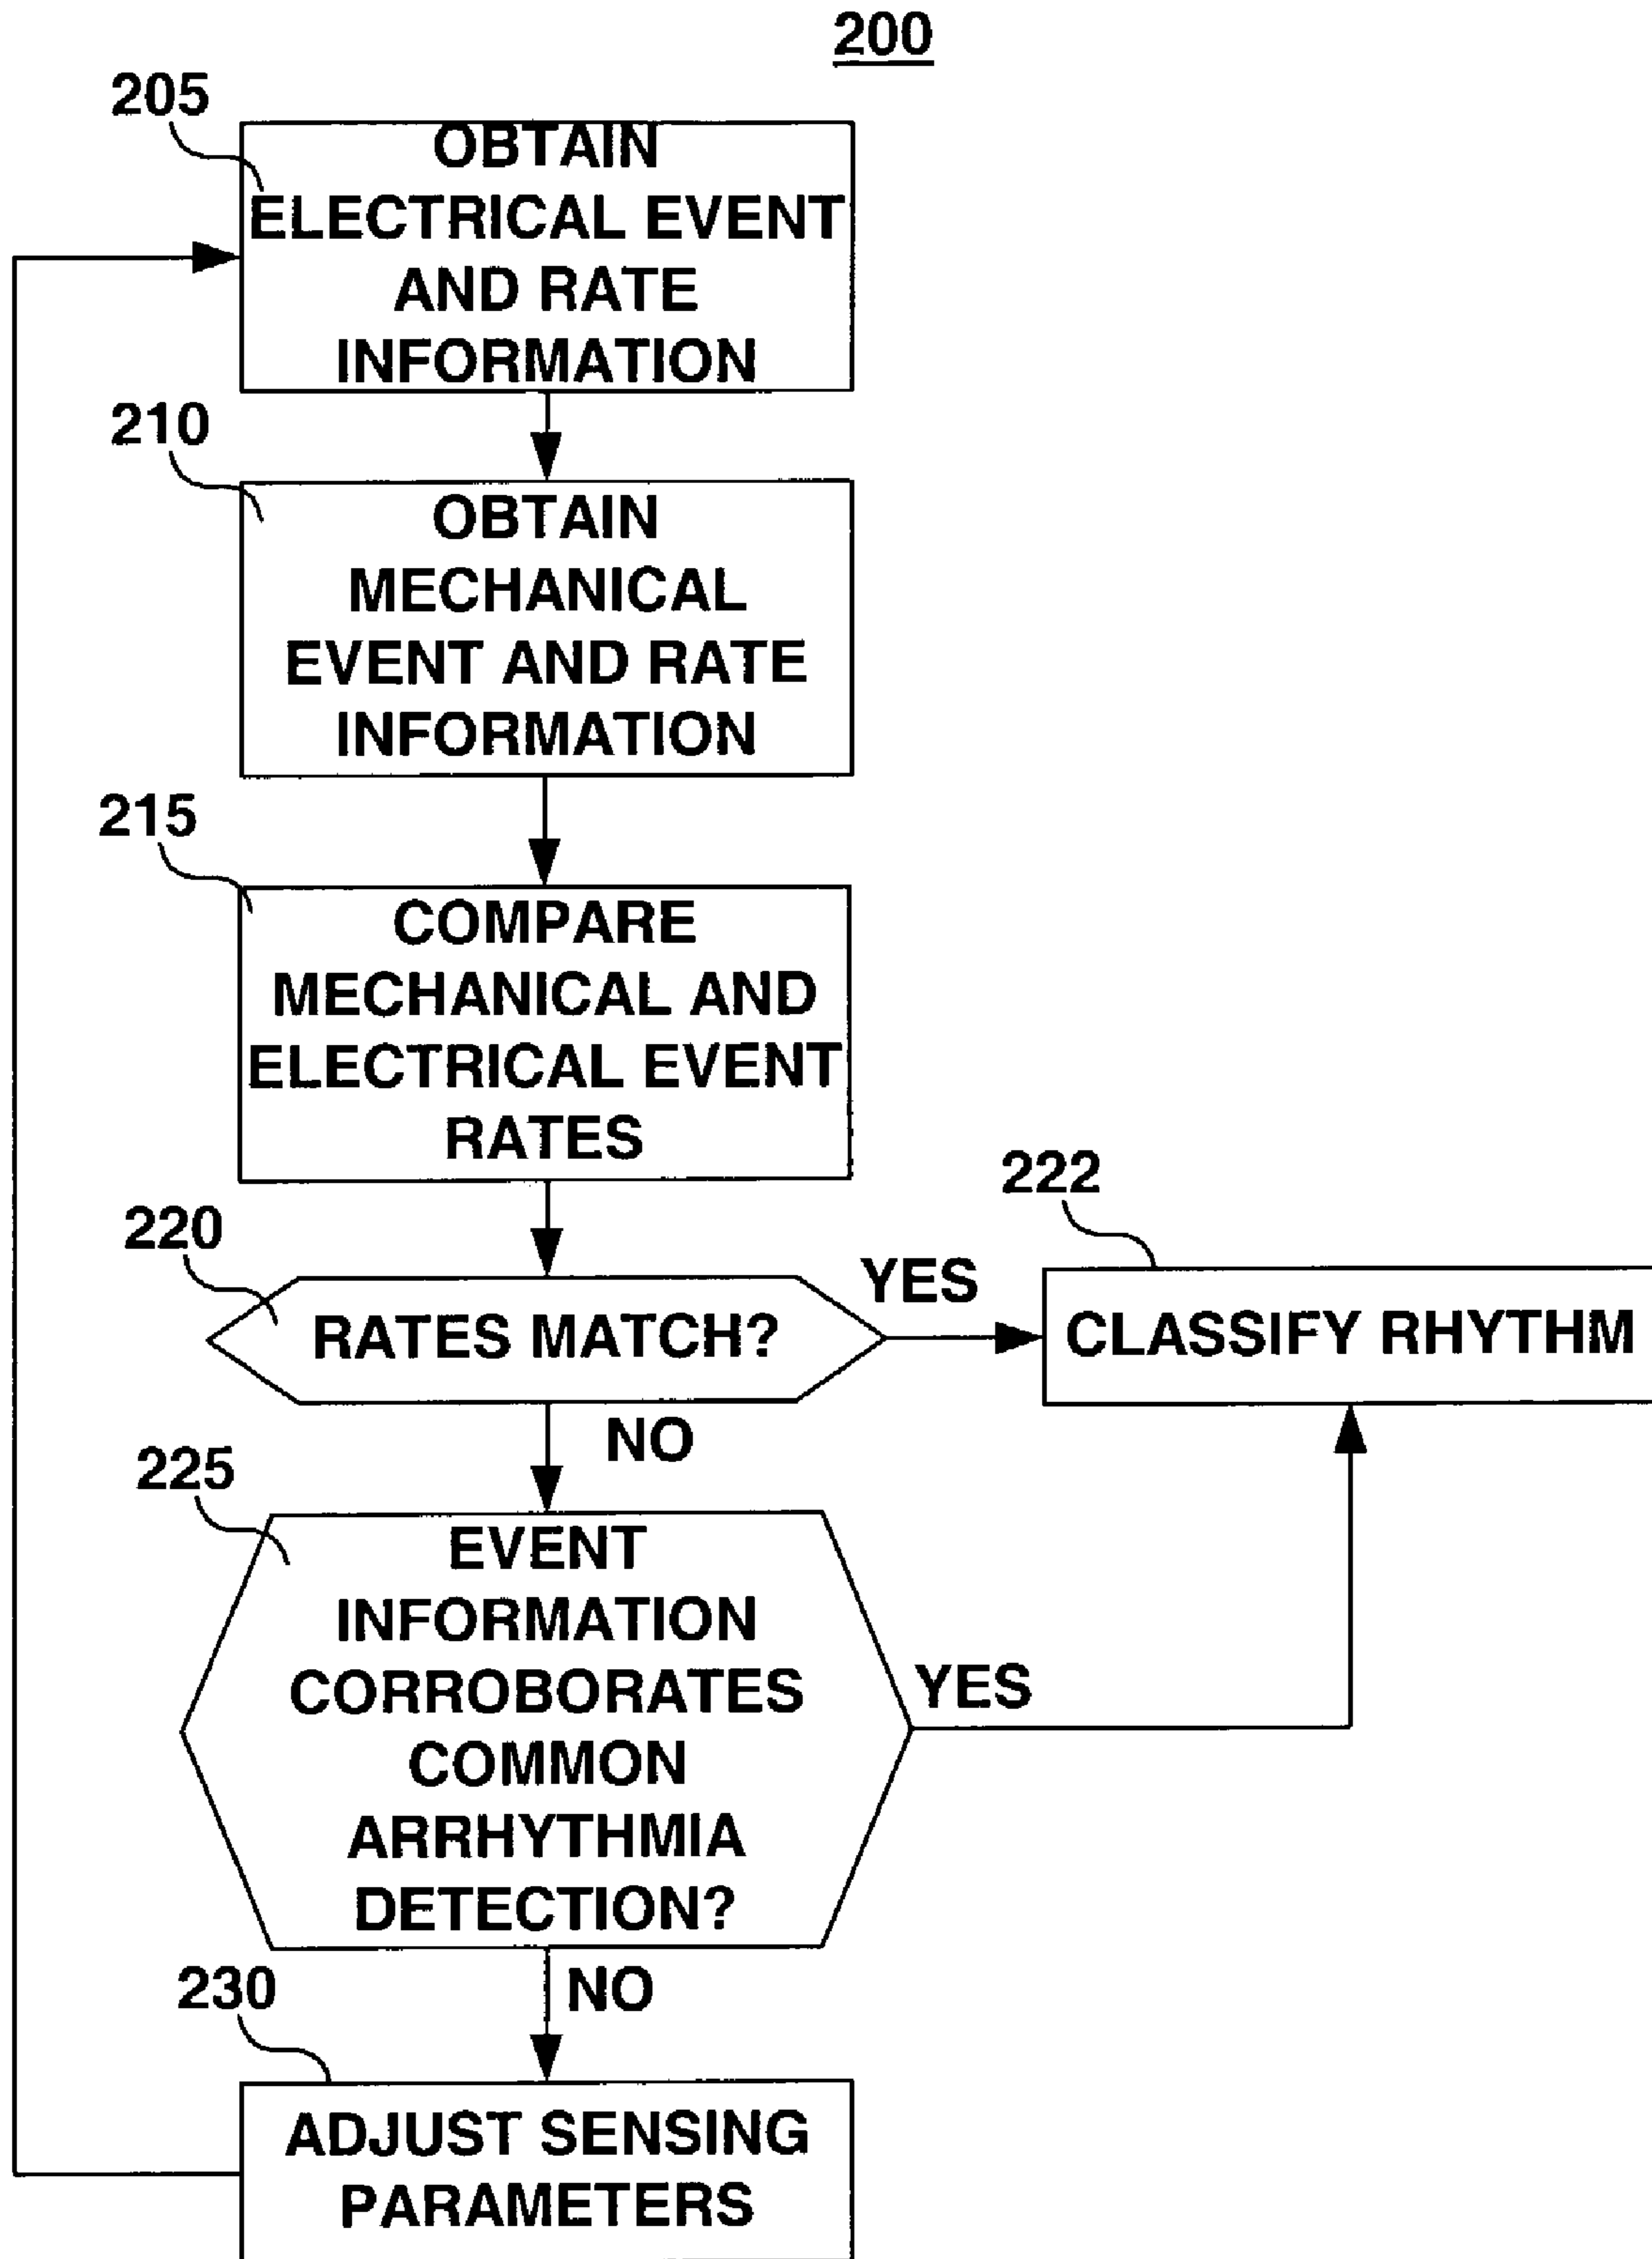 200
205
OBTAIN
ELECTRICAL EVENT
AND RATE
INFORMATION
210
OBTAIN
MECHANICAL
EVENT AND RATE
INFORMATION
215
COMPARE
MECHANICAL AND
ELECTRICAL EVENT
RATES
220
RATES MATCH?
YES
222
CLASSIFY RHYTHM
NO
225
EVENT
INFORMATION
CORROBORATES
COMMON
ARRHYTHMIA
DETECTION?
YES
NO
230
ADJUST SENSING
PARAMETERS